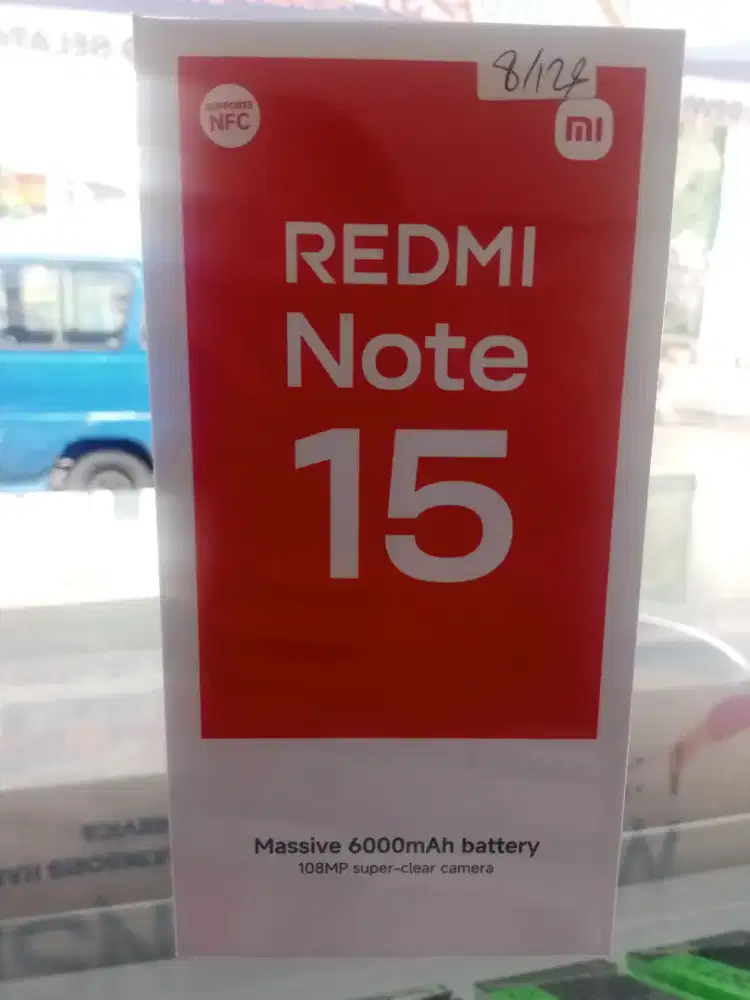 8/128
SUPPORTS
NFC
mi
REDMI
Note
15
Massive 6000mAh battery
108MP super-clear camera